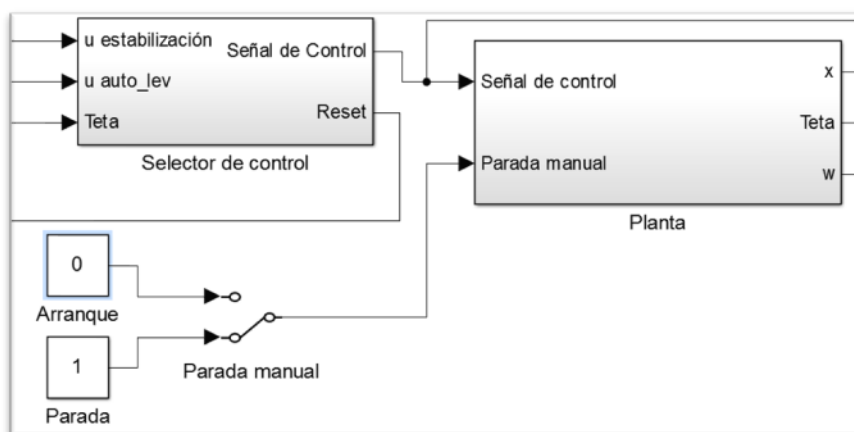 u estabilización
Señal de Control
u auto_lev
Teta
Reset
Selector de control
Señal de control
Parada manual
x
Teta
w
Planta
0
Arranque
1
Parada
Parada manual